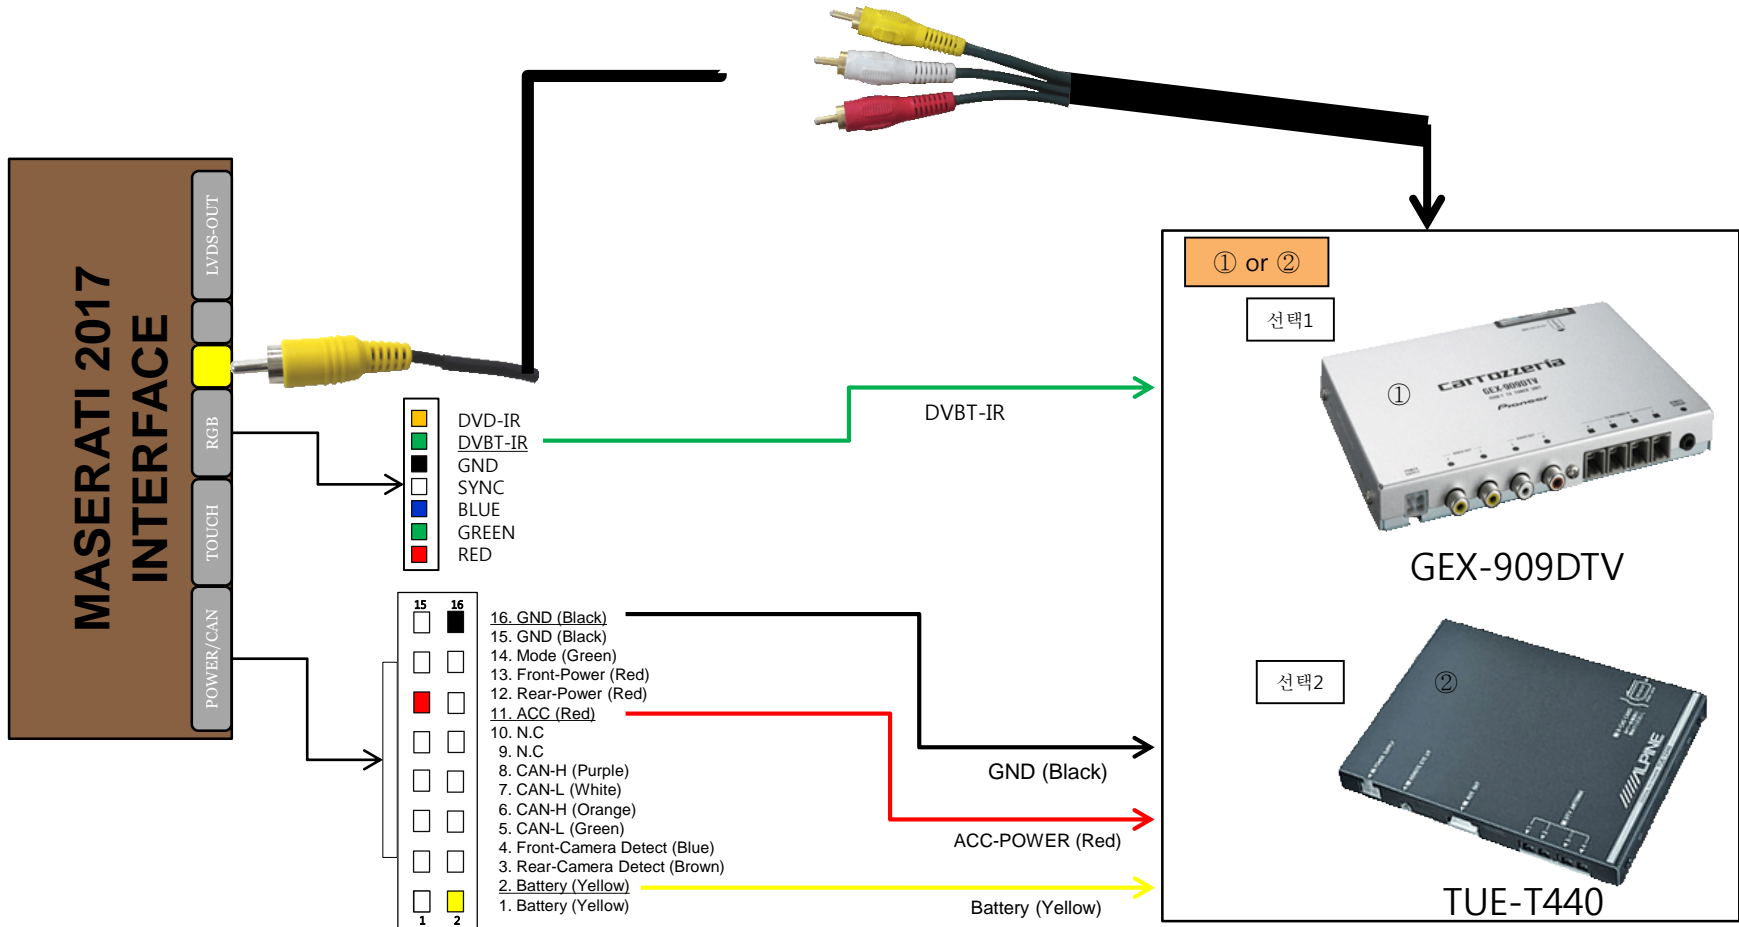 MASERATI 2017
INTERFACE
LVDS-OUT
RGB
TOUCH
POWER/CAN
DVD-IR
DVBT-IR
GND
SYNC
BLUE
GREEN
RED
15 16
16. GND (Black)
15. GND (Black)
14. Mode (Green)
13. Front-Power (Red)
12. Rear-Power (Red)
11. ACC (Red)
10. N.C
9. N.C
8. CAN-H (Purple)
7. CAN-L (White)
6. CAN-H (Orange)
5. CAN-L (Green)
4. Front-Camera Detect (Blue)
3. Rear-Camera Detect (Brown)
2. Battery (Yellow)
1. Battery (Yellow)
1 2
DVBT-IR
GND (Black)
ACC-POWER (Red)
Battery (Yellow)
① or ②
선택1
①
carrozzeria
GEX-909DTV
Pioneer
GEX-909DTV
선택2
②
ALPINE
TUE-T440